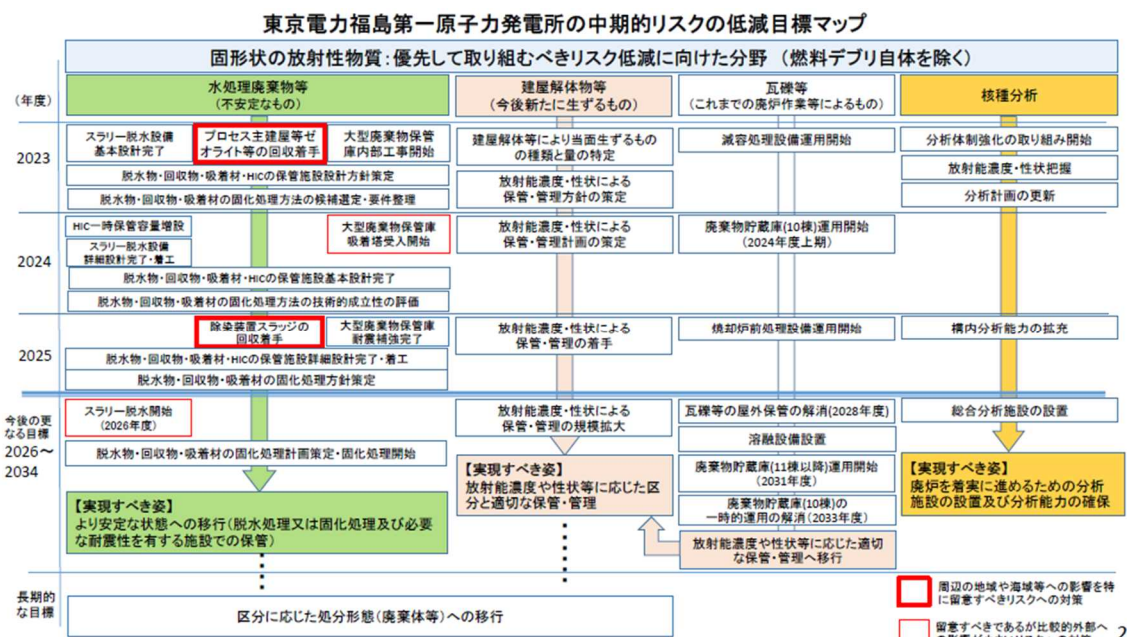 東京電力福島第一原子力発電所の中期的リスクの低減目標マップ
固形状の放射性物質：優先して取り組むべきリスク低減に向けた分野 （燃料デブリ自体を除く）
（年度）
水処理廃棄物等
（不安定なもの）
建屋解体物等
（今後新たに生ずるもの）
瓦礫等
（これまでの廃炉作業等によるもの）
核種分析
2023
スラリー脱水設備
基本設計完了
プロセス主建屋等ゼ
オライト等の回収着手
大型廃棄物保管
庫内部工事開始
脱水物・回収物・吸着材・HICの保管施設設計方針策定
脱水物・回収物・吸着材の固化処理方法の候補選定・要件整理
建屋解体等により当面生ずるもの
の種類と量の特定
放射能濃度・性状による
保管・管理方針の策定
減容処理設備運用開始
分析体制強化の取り組み開始
放射能濃度・性状把握
分析計画の更新
2024
HIC一時保管容量増設
スラリー脱水設備
詳細設計完了・着工
大型廃棄物保管庫
吸着塔受入開始
脱水物・回収物・吸着材・HICの保管施設基本設計完了
脱水物・回収物・吸着材の固化処理方法の技術的成立性の評価
放射能濃度・性状による
保管・管理計画の策定
廃棄物貯蔵庫(10棟)運用開始
（2024年度上期）
2025
除染装置スラッジの
回収着手
大型廃棄物保管庫
耐震補強完了
脱水物・回収物・吸着材・HICの保管施設詳細設計完了・着工
脱水物・回収物・吸着材の固化処理方針策定
放射能濃度・性状による
保管・管理の着手
焼却炉前処理設備運用開始
構内分析能力の拡充
今後の更
なる目標
2026～
2034
スラリー脱水開始
（2026年度）
脱水物・回収物・吸着材の固化処理計画策定・固化処理開始
【実現すべき姿】
より安定な状態への移行（脱水処理又は固化処理及び必要
な耐震性を有する施設での保管）
放射能濃度・性状による
保管・管理の規模拡大
【実現すべき姿】
放射能濃度や性状等に応じた区
分と適切な保管・管理
瓦礫等の屋外保管の解消(2028年度)
溶融設備設置
廃棄物貯蔵庫(11棟以降)運用開始
（2031年度）
廃棄物貯蔵庫(10棟)の
一時的運用の解消（2033年度）
放射能濃度や性状等に応じた適切
な保管・管理へ移行
総合分析施設の設置
【実現すべき姿】
廃炉を着実に進めるための分析
施設の設置及び分析能力の確保
長期的
な目標
区分に応じた処分形態（廃棄体等）への移行
周辺の地域や海域等への影響を特
に留意すべきリスクへの対策
留意すべきであるが比較的外部へ
2